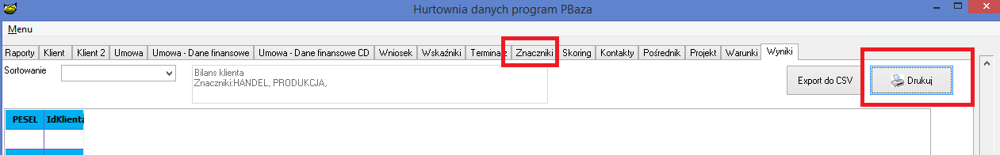 Hurtownia danych program PBaza
Menu
Raporty Klient Klient 2 Umowa Umowa - Dane finansowe Umowa - Dane finansowe CD Wniosek Wskaźniki Terminarz Znaczniki Skoring Kontakty Pośrednik Projekt Warunki Wyniki
Sortowanie
Bilans klienta
Znaczniki:HANDEL, PRODUKCJA,
Export do CSV
Drukuj
PESEL IdKlienta